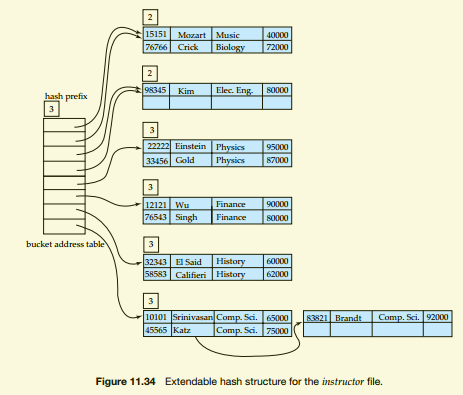 2
15151 Mozart Music 40000
76766 Crick Biology 72000
2
98345 Kim Elec. Eng. 80000
hash prefix
3
3
22222 Einstein Physics 95000
33456 Gold Physics 87000
3
12121 Wu Finance 90000
76543 Singh Finance 80000
bucket address table
3
32343 El Said History 60000
58583 Califieri History 62000
3
10101 Srinivasan Comp. Sci. 65000 83821 Brandt Comp. Sci. 92000
45565 Katz Comp. Sci. 75000
Figure 11.34 Extendable hash structure for the instructor file.